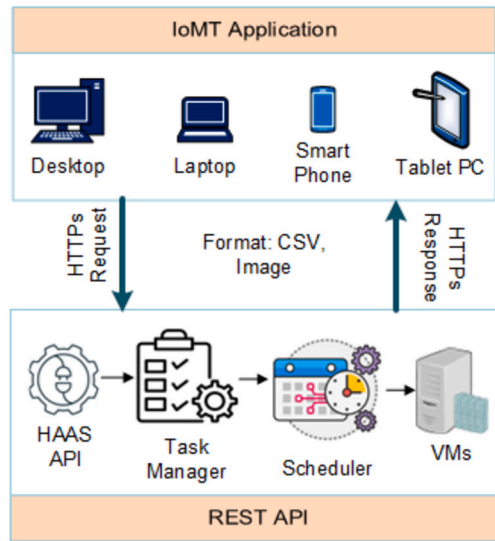 IoMT Application
Desktop
Laptop
Smart
Phone
Tablet PC
HTTPs
Request
Format: CSV,
Image
HTTPs
Response
HAAS
API
Task
Manager
Scheduler
VMs
REST API